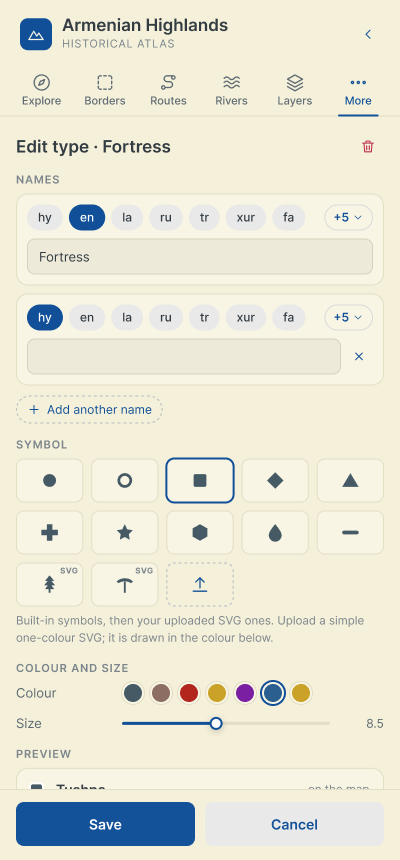 Armenian Highlands
HISTORICAL ATLAS
Explore Borders Routes Rivers Layers More
Edit type · Fortress
NAMES
hy en la ru tr xur fa +5
Fortress
hy en la ru tr xur fa +5
Add another name
SYMBOL
SVG SVG
Built-in symbols, then your uploaded SVG ones. Upload a simple
one-colour SVG; it is drawn in the colour below.
COLOUR AND SIZE
Colour
Size 8.5
PREVIEW
Tushpa on the map
Save Cancel